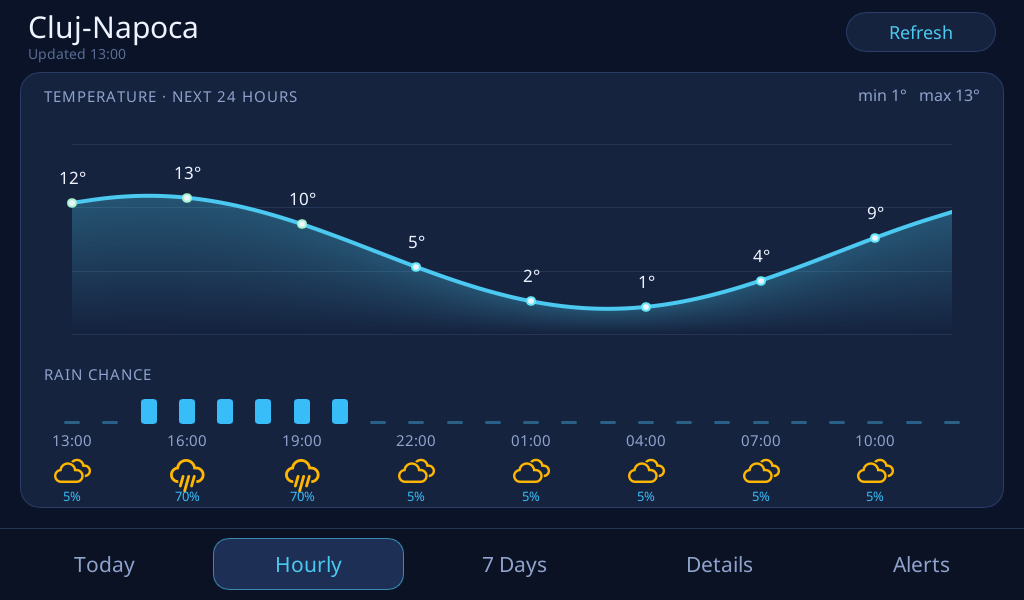 Cluj-Napoca
Updated 13:00
Refresh
TEMPERATURE · NEXT 24 HOURS
min 1° max 13°
12° 13° 10° 5° 2° 1° 4° 9°
RAIN CHANCE
13:00 16:00 19:00 22:00 01:00 04:00 07:00 10:00
5% 70% 70% 5% 5% 5% 5% 5%
Today Hourly 7 Days Details Alerts